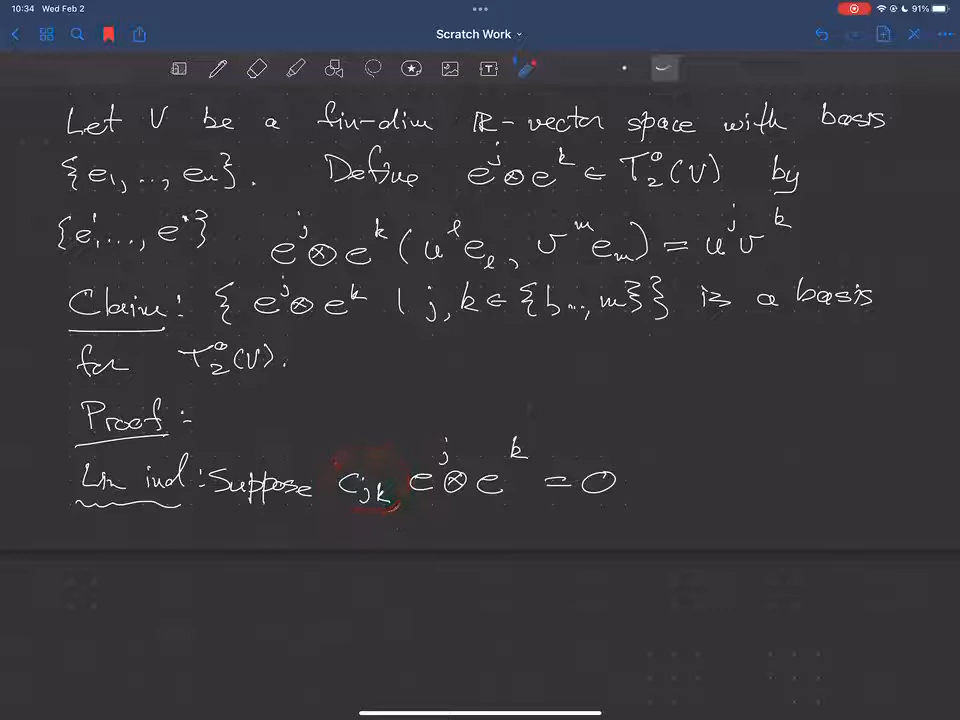 10:34 Wed Feb 2
91%
Scratch Work
Let V be a fin-dim ℝ-vector space with basis
{e₁, .., eₙ}. Define eʲ⊗eᵏ ∈ T₂⁰(V) by
{e¹, ..., eⁿ} eʲ⊗eᵏ(uˡeₗ, vᵐeₘ) = uʲvᵏ
Claim: { eʲ⊗eᵏ | j, k ∈ {1, ..., n}} is a basis
for T₂⁰(V).
Proof:
Lin ind: Suppose cⱼₖ eʲ⊗eᵏ = 0